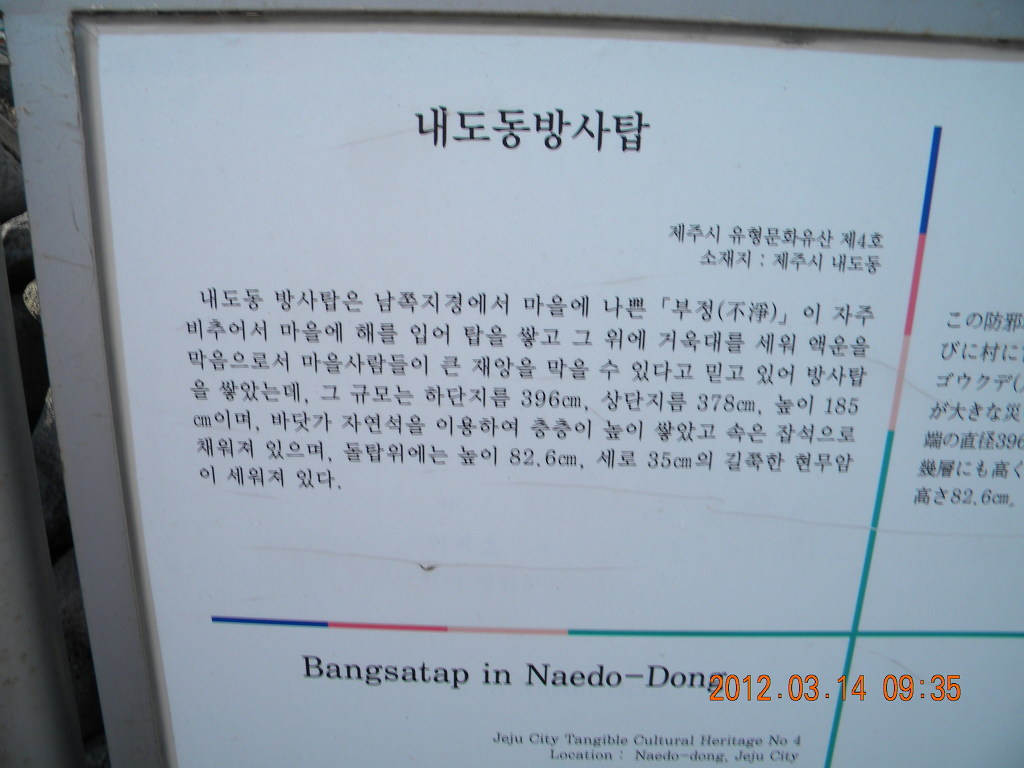 내도동방사탑
제주시 유형문화유산 제4호
소재지 : 제주시 내도동
내도동 방사탑은 남쪽지경에서 마을에 나쁜 「부정(不淨)」이 자주
비추어서 마을에 해를 입어 탑을 쌓고 그 위에 거욱대를 세워 액운을
막음으로서 마을사람들이 큰 재앙을 막을 수 있다고 믿고 있어 방사탑
을 쌓았는데, 그 규모는 하단지름 396cm, 상단지름 378cm, 높이 185
cm이며, 바닷가 자연석을 이용하여 층층이 높이 쌓았고 속은 잡석으로
채워져 있으며, 돌탑위에는 높이 82.6cm, 세로 35cm의 길쭉한 현무암
이 세워져 있다.
この防邪
びに村に
ゴウクデ(
が大きな災
端の直径396
幾層にも高く
高さ82.6cm,
Bangsatap in Naedo-Dong
Jeju City Tangible Cultural Heritage No 4
Location : Naedo-dong, Jeju City
2012.03.14 09:35